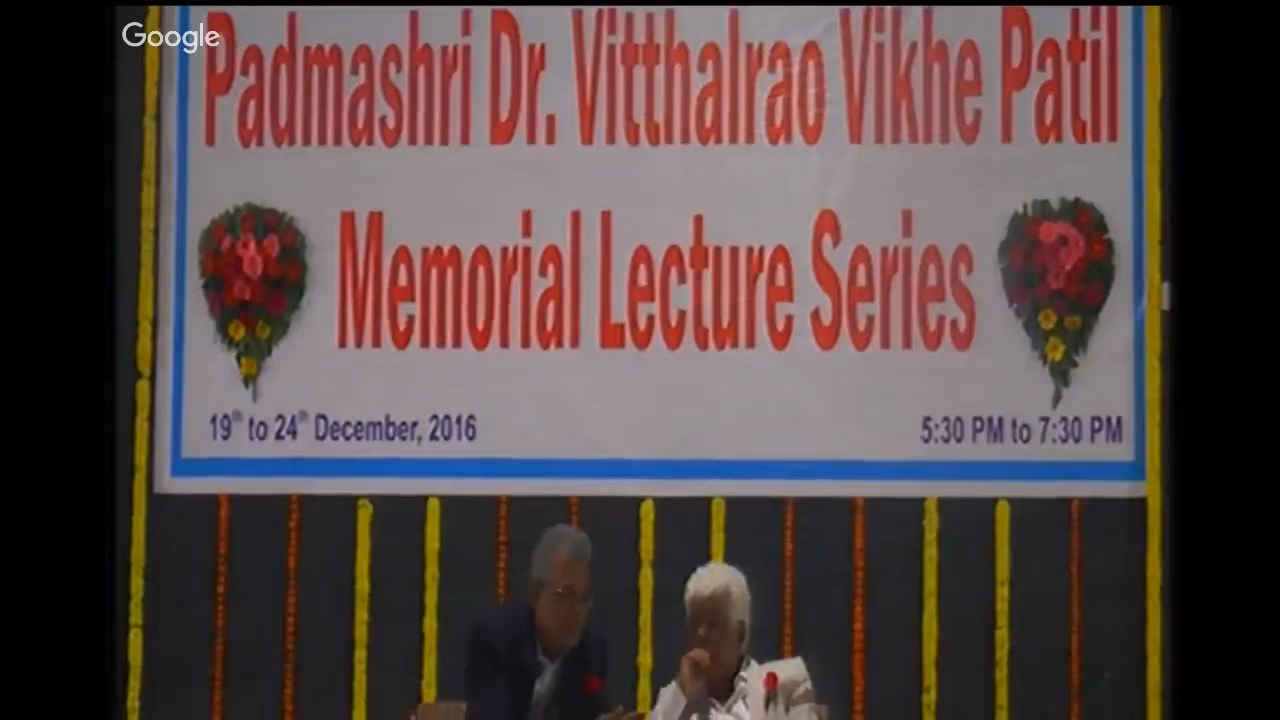 Google
Padmashri Dr. Vitthalrao Vikhe Patil
Memorial Lecture Series
19th to 24th December, 2016
5:30 PM to 7:30 PM